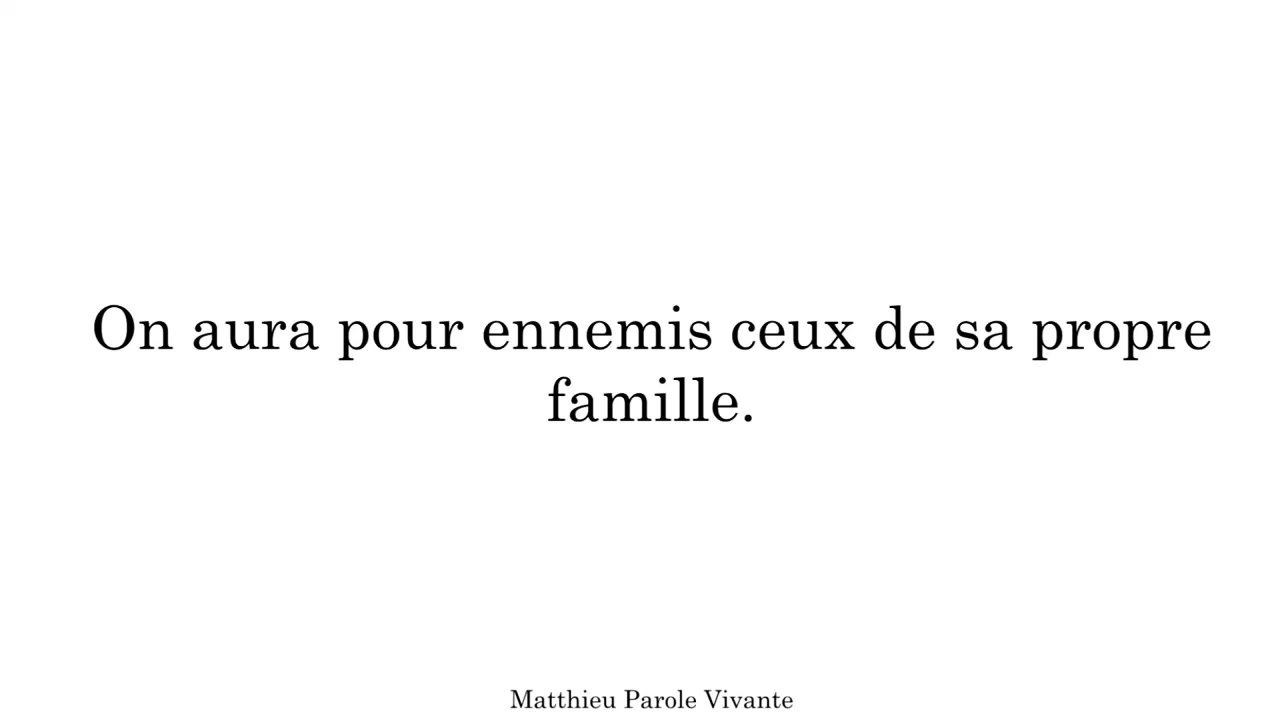 On aura pour ennemis ceux de sa propre
famille.
Matthieu Parole Vivante